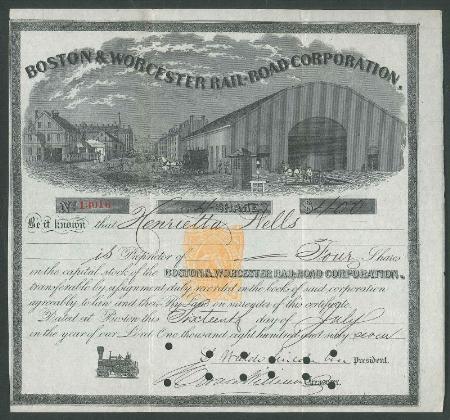 BOSTON & WORCESTER RAIL-ROAD CORPORATION.
No. 13016 SHARES $400
Be it known that Henrietta Wells
is Proprietor of Four Shares
in the capital stock of the BOSTON & WORCESTER RAIL-ROAD CORPORATION,
transferable by assignment duly recorded in the books of said corporation
agreeably to law and their By-Laws on surrender of this certificate.
Dated at Boston this Sixteenth day of July
in the year of our Lord One thousand eight hundred and sixty seven
President.
Treasurer.